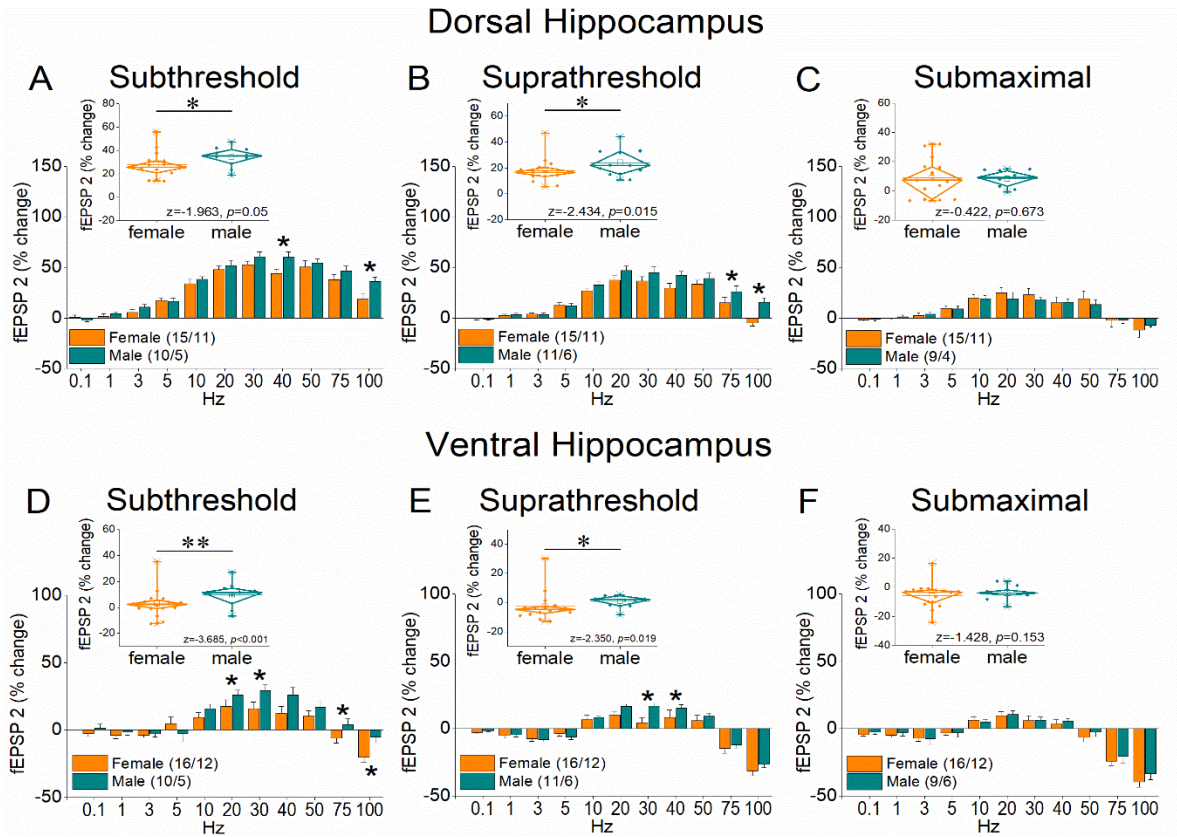 Dorsal Hippocampus
A Subthreshold
fEPSP 2 (% change)
150
100
50
0
-50
fEPSP 2 (% change)
80
60
40
20
0
-20
*
z=-1.963, p=0.05
female male
* *
Female (15/11)
Male (10/5)
0.1 1 3 5 10 20 30 40 50 75 100
Hz
B Suprathreshold
fEPSP 2 (% change)
150
100
50
0
-50
fEPSP 2 (% change)
60
40
20
0
-20
*
z=-2.434, p=0.015
female male
* *
Female (15/11)
Male (11/6)
0.1 1 3 5 10 20 30 40 50 75 100
Hz
C Submaximal
fEPSP 2 (% change)
150
100
50
0
-50
fEPSP 2 (% change)
60
40
20
0
-20
z=-0.422, p=0.673
female male
Female (15/11)
Male (9/4)
0.1 1 3 5 10 20 30 40 50 75 100
Hz
Ventral Hippocampus
D Subthreshold
fEPSP 2 (% change)
100
50
0
-50
fEPSP 2 (% change)
60
40
20
0
-20
**
z=-3.685, p<0.001
female male
* * * *
Female (16/12)
Male (10/5)
0.1 1 3 5 10 20 30 40 50 75 100
Hz
E Suprathreshold
fEPSP 2 (% change)
100
50
0
-50
fEPSP 2 (% change)
40
20
0
-20
*
z=-2.350, p=0.019
female male
* *
Female (16/12)
Male (11/6)
0.1 1 3 5 10 20 30 40 50 75 100
Hz
F Submaximal
fEPSP 2 (% change)
100
50
0
-50
fEPSP 2 (% change)
40
20
0
-20
-40
z=-1.428, p=0.153
female male
Female (16/12)
Male (9/6)
0.1 1 3 5 10 20 30 40 50 75 100
Hz